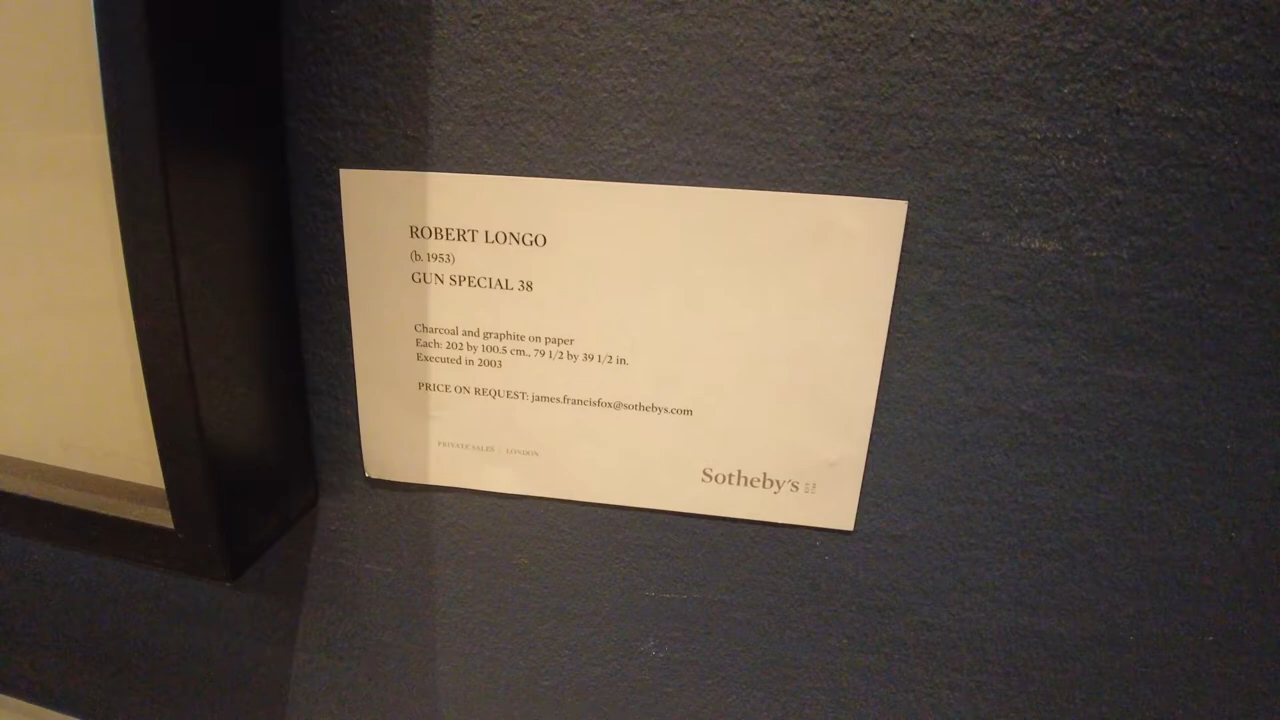 ROBERT LONGO
(b. 1953)
GUN SPECIAL 38
Charcoal and graphite on paper
Each: 202 by 100.5 cm., 79 1/2 by 39 1/2 in.
Executed in 2003
PRICE ON REQUEST: james.francisfox@sothebys.com
PRIVATE SALES | LONDON
Sotheby's